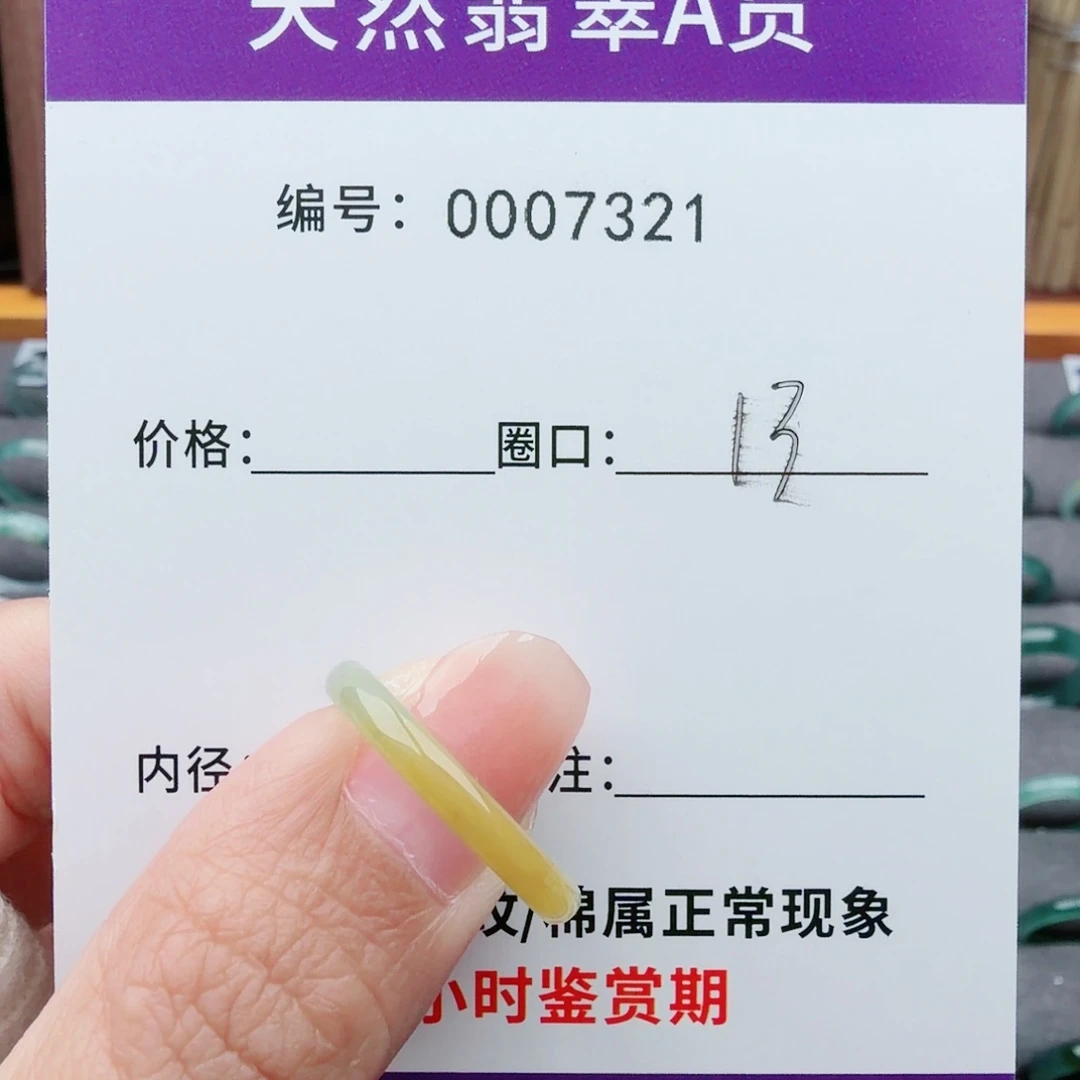 天然翡翠A货
编号：0007321
价格： 圈口：13
内径 注：
纹/棉属正常现象
小时鉴赏期